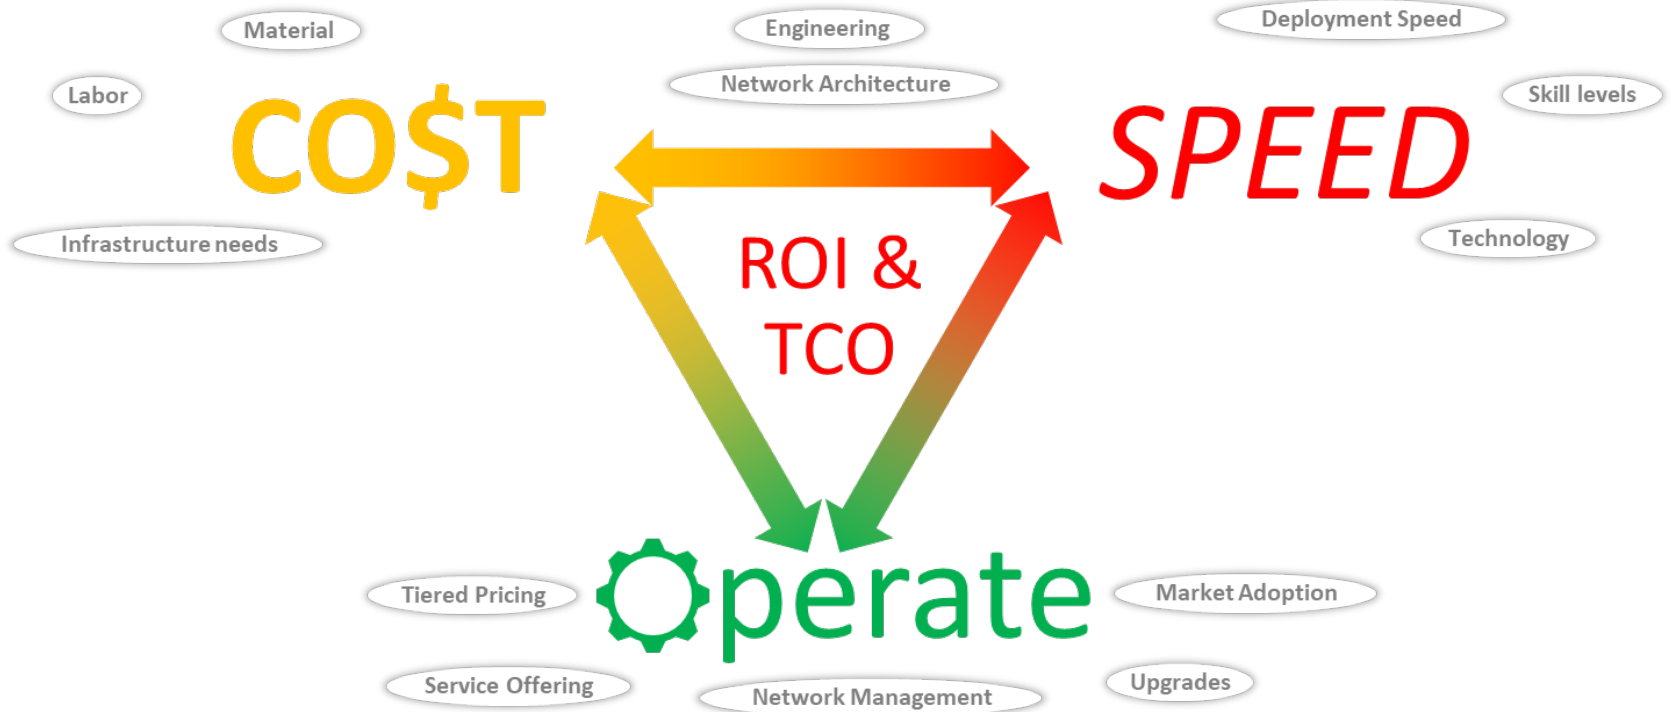 Material
Engineering
Deployment Speed
Labor
Network Architecture
Skill levels
CO$T
SPEED
Infrastructure needs
Technology
ROI &
TCO
Tiered Pricing
Operate
Market Adoption
Service Offering
Network Management
Upgrades